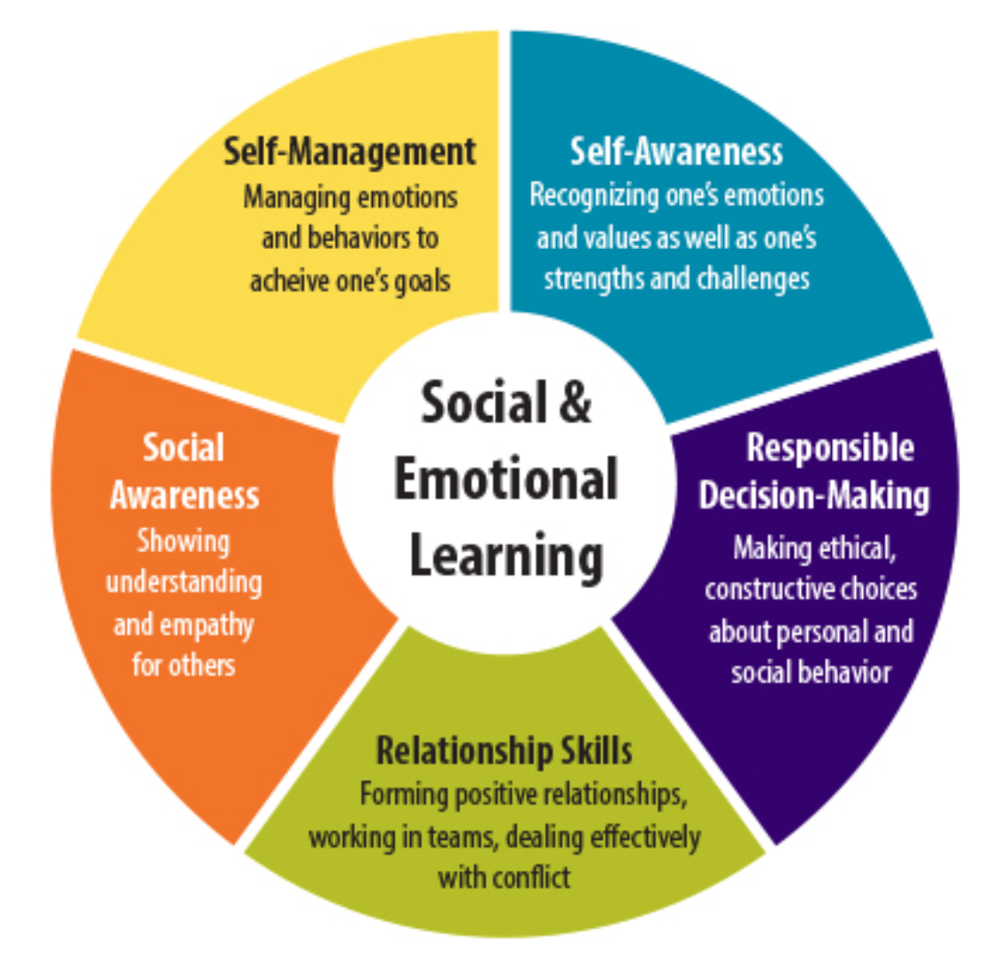 Self-Management
Managing emotions
and behaviors to
acheive one's goals
Self-Awareness
Recognizing one's emotions
and values as well as one's
strengths and challenges
Social &
Emotional
Learning
Social
Awareness
Showing
understanding
and empathy
for others
Responsible
Decision-Making
Making ethical,
constructive choices
about personal and
social behavior
Relationship Skills
Forming positive relationships,
working in teams, dealing effectively
with conflict